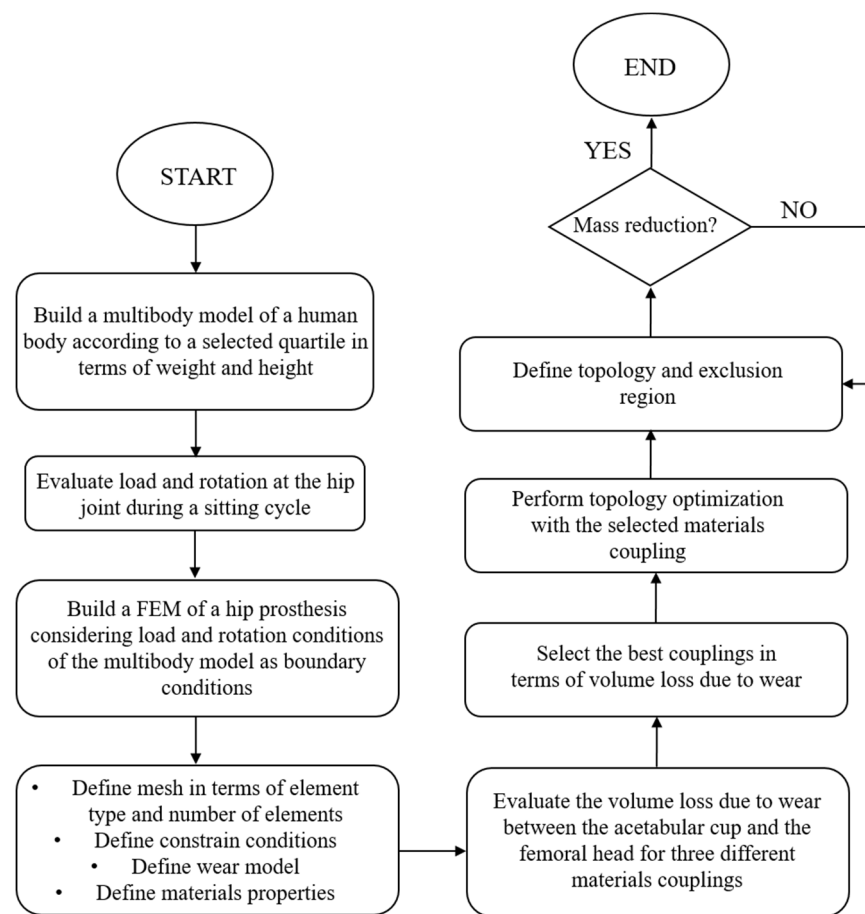 START
Build a multibody model of a human
body according to a selected quartile in
terms of weight and height
Evaluate load and rotation at the hip
joint during a sitting cycle
Build a FEM of a hip prosthesis
considering load and rotation conditions
of the multibody model as boundary
conditions
• Define mesh in terms of element
type and number of elements
• Define constrain conditions
• Define wear model
• Define materials properties
Evaluate the volume loss due to wear
between the acetabular cup and the
femoral head for three different
materials couplings
Select the best couplings in
terms of volume loss due to wear
Perform topology optimization
with the selected materials
coupling
Define topology and exclusion
region
Mass reduction?
NO
YES
END